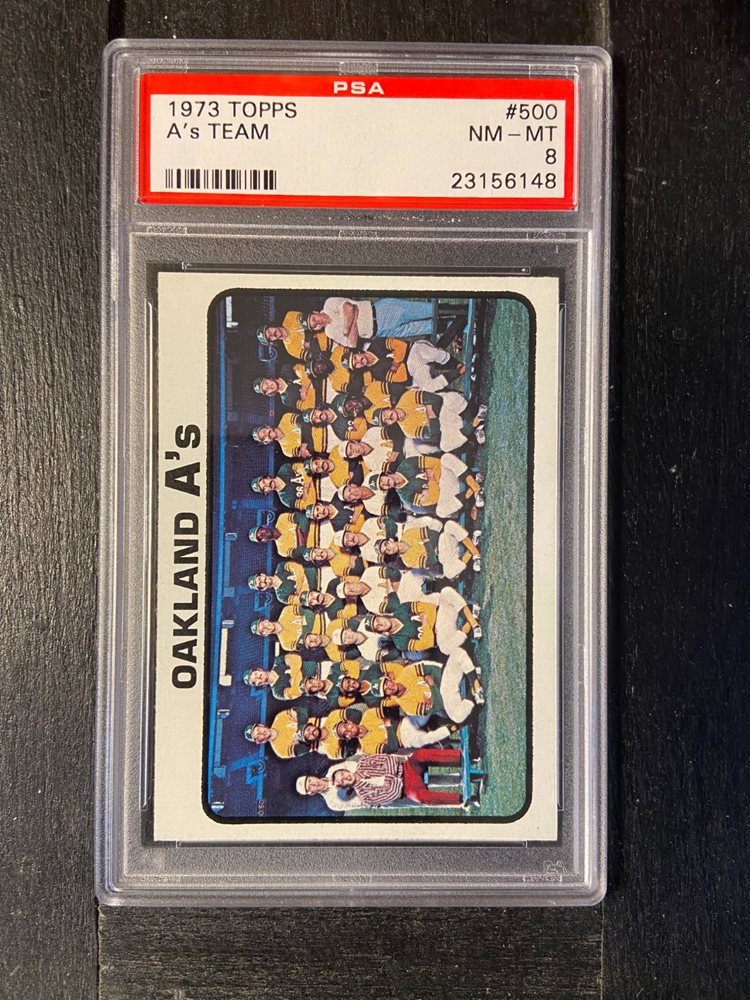 PSA
1973 TOPPS #500
A's TEAM NM-MT
8
23156148
OAKLAND A's